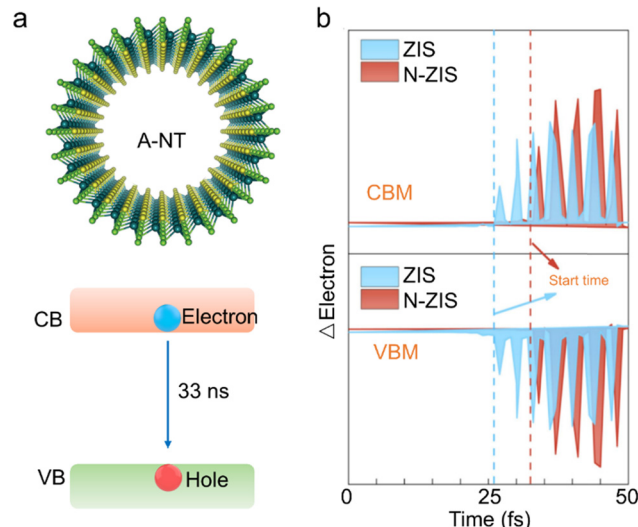 a
A-NT
CB
Electron
33 ns
VB
Hole
b
ZIS
N-ZIS
CBM
Start time
ZIS
N-ZIS
VBM
△ Electron
0
25
50
Time (fs)